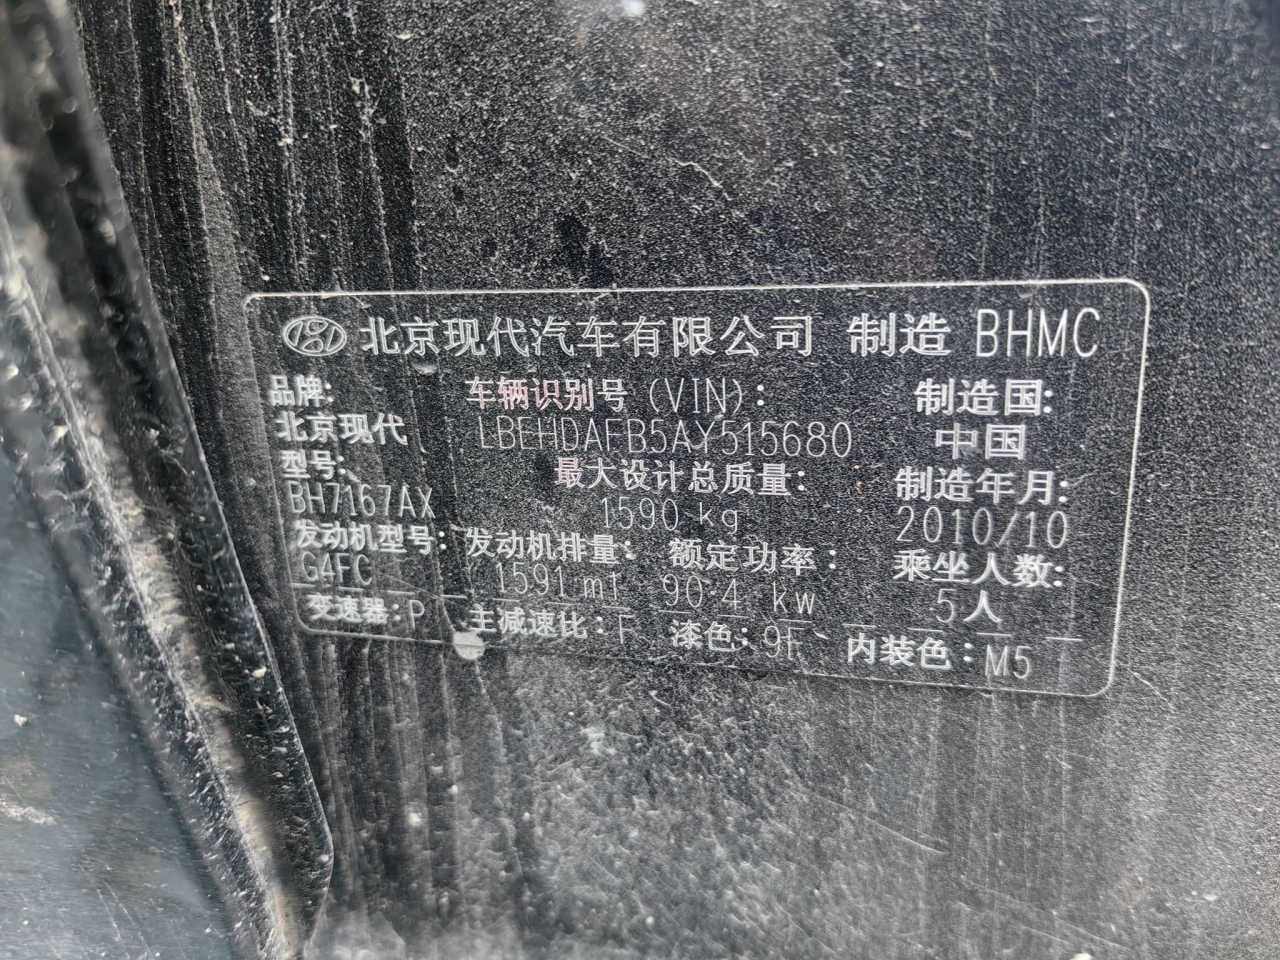 北京现代汽车有限公司 制造 BHMC
品牌: 车辆识别号 (VIN): 制造国:
北京现代 LBEHDAFB5AY515680 中国
型号: 最大设计总质量: 制造年月:
BH7167AX 1590 kg 2010/10
发动机型号: 发动机排量: 额定功率: 乘坐人数:
G4FC 1591 ml 90.4 kw 5人
变速器: P 主减速比: F 漆色: 9F 内装色: M5